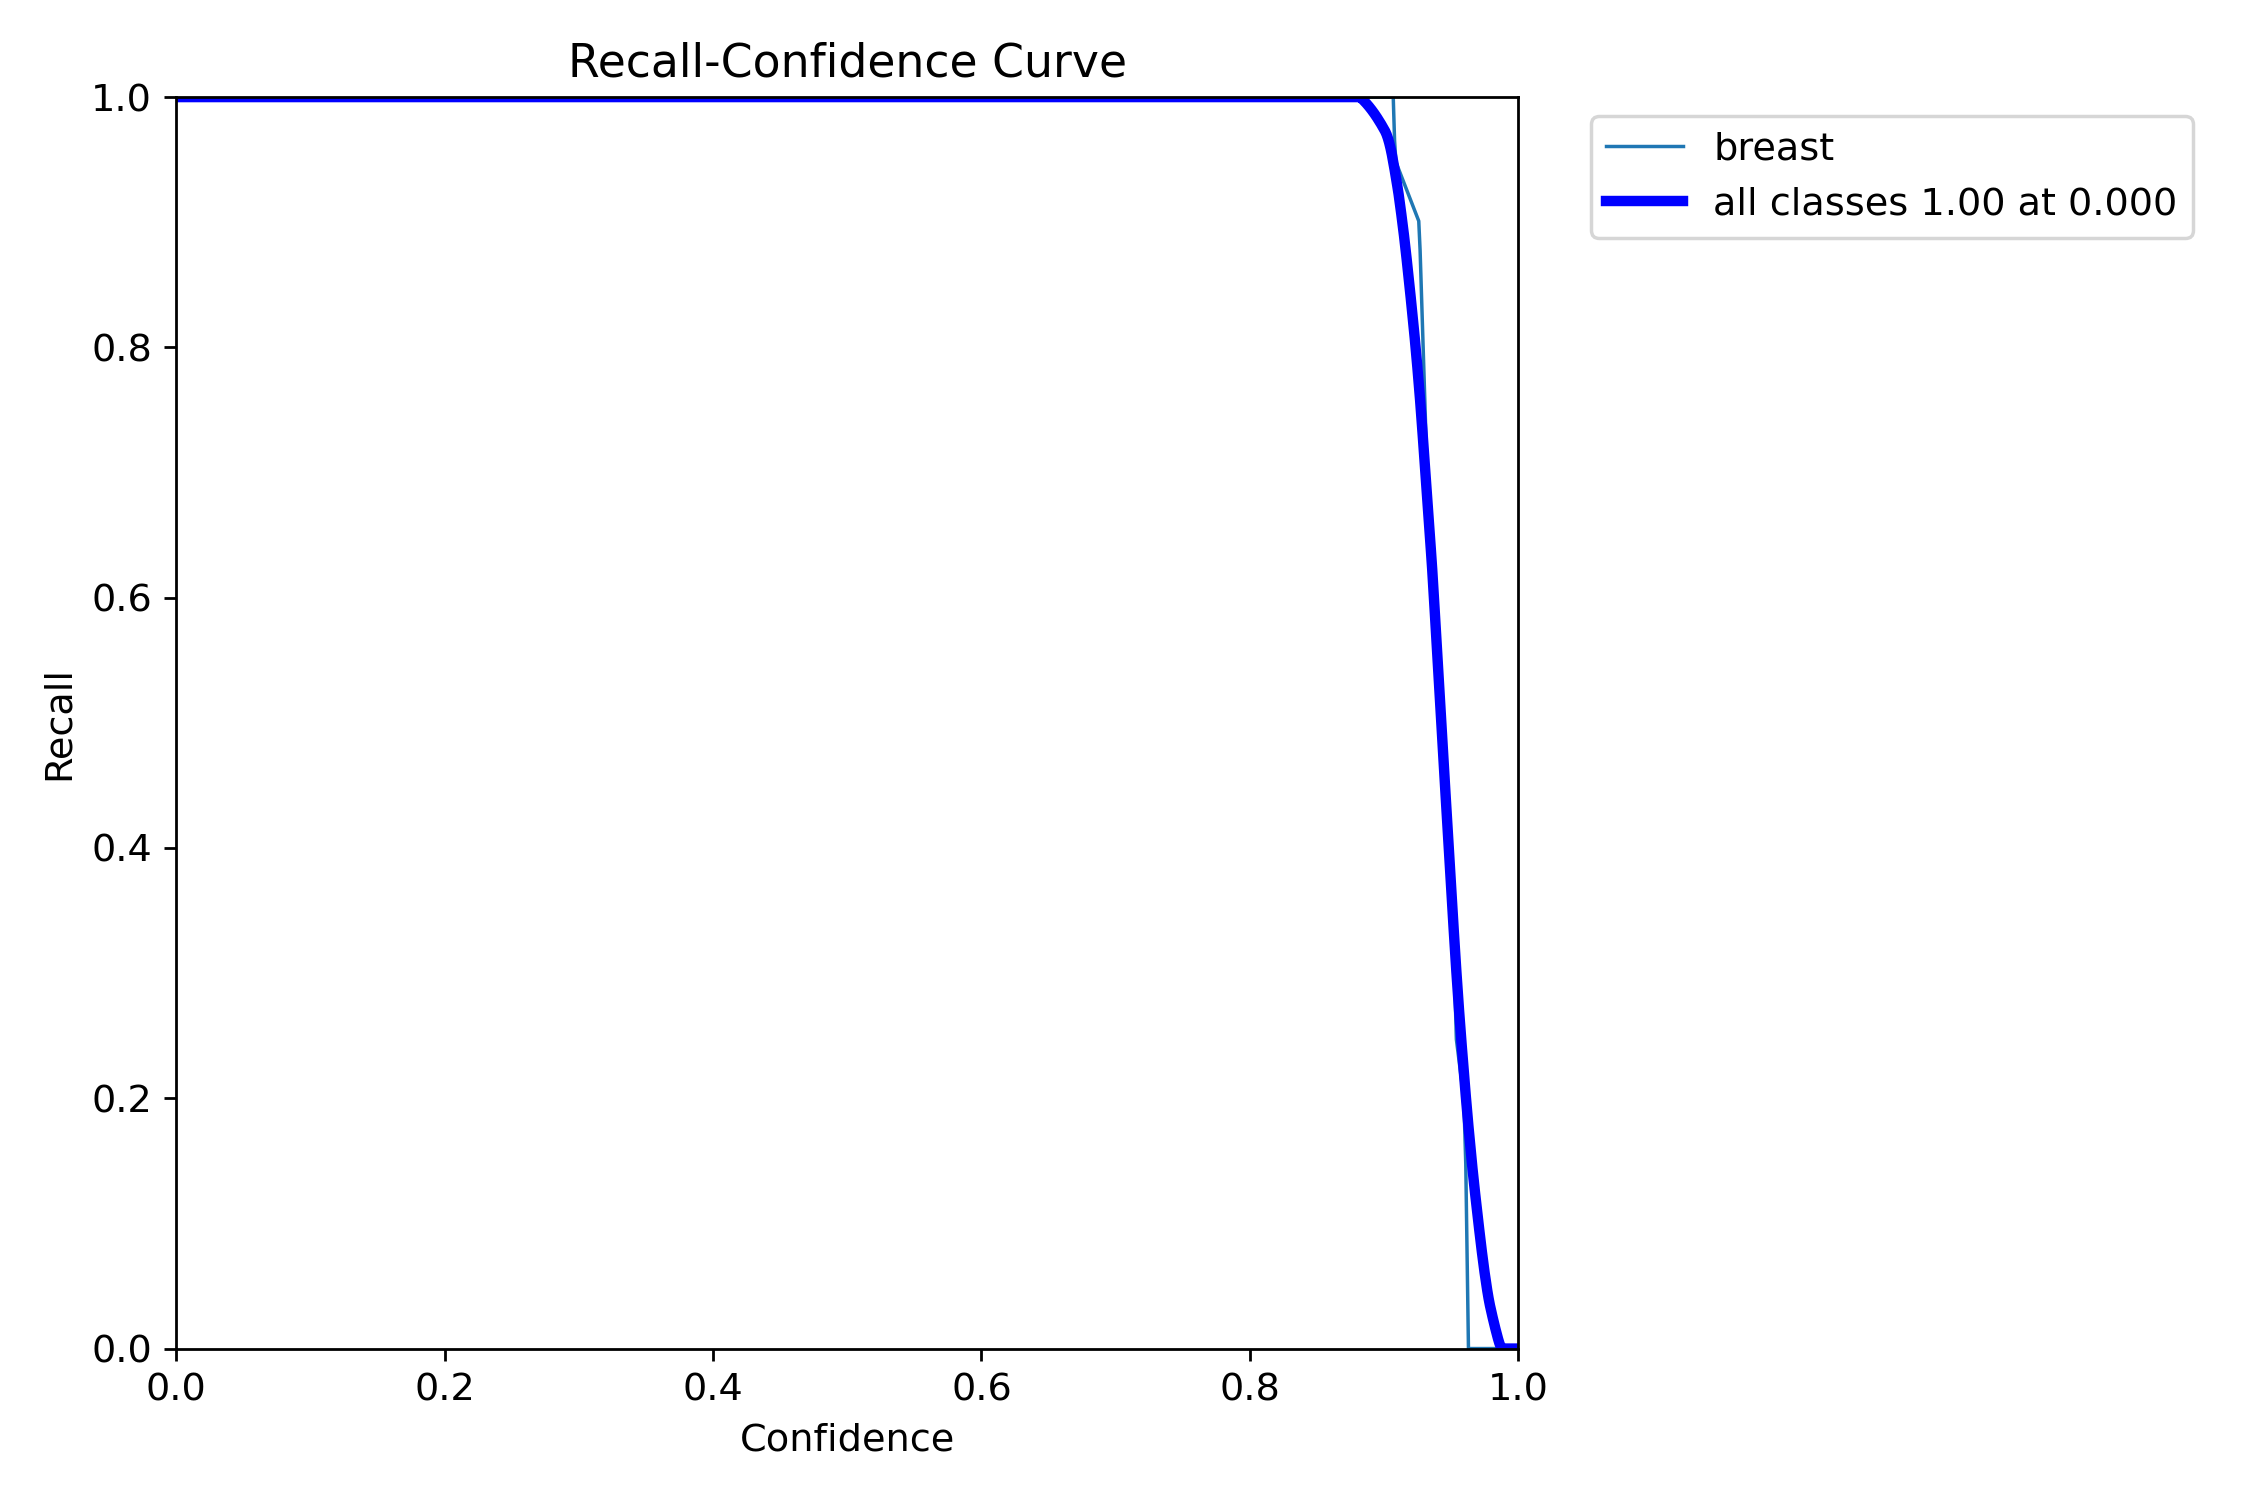 Recall-Confidence Curve
breast
all classes 1.00 at 0.000
Recall
1.0
0.8
0.6
0.4
0.2
0.0
0.0 0.2 0.4 0.6 0.8 1.0
Confidence